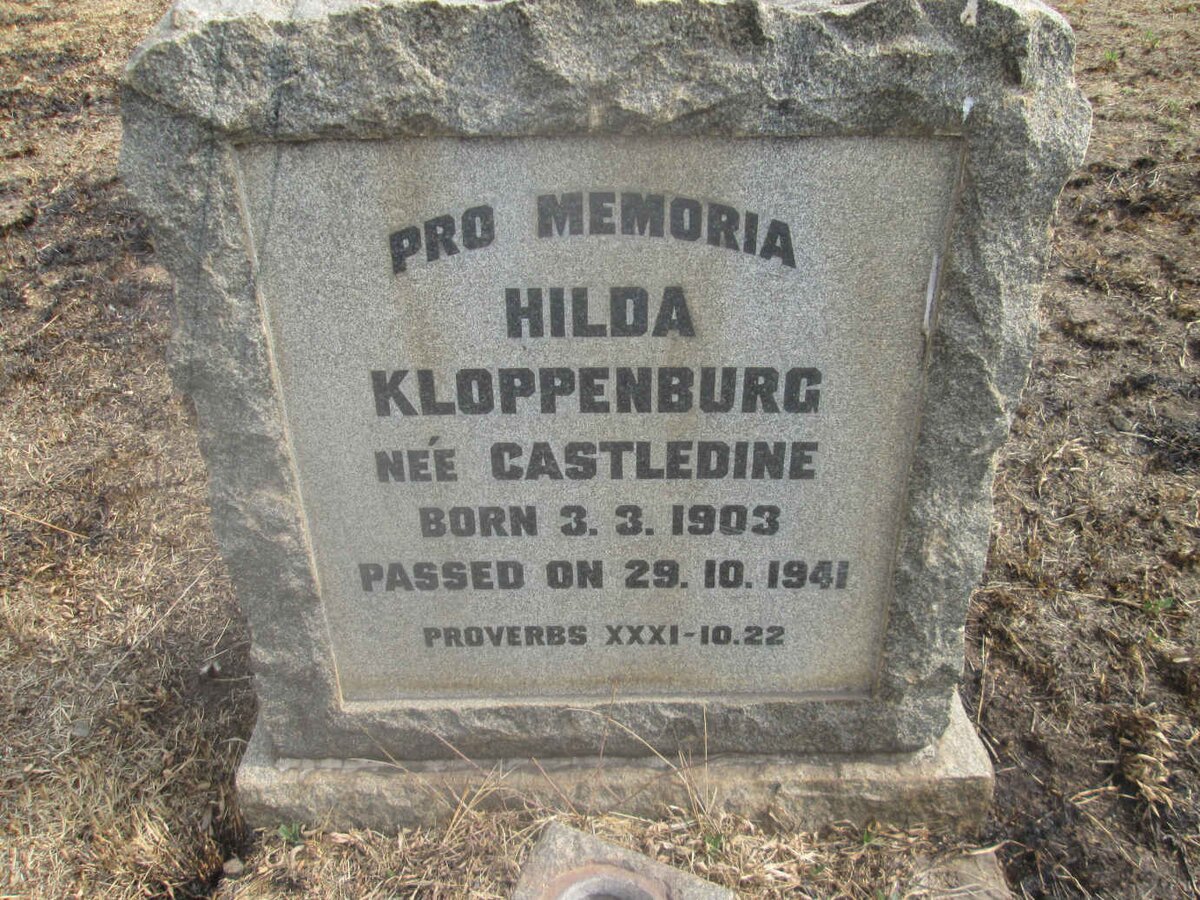 PRO MEMORIA
HILDA
KLOPPENBURG
NEÉ CASTLEDINE
BORN 3. 3. 1903
PASSED ON 29. 10. 1941
PROVERBS XXXI-10.22